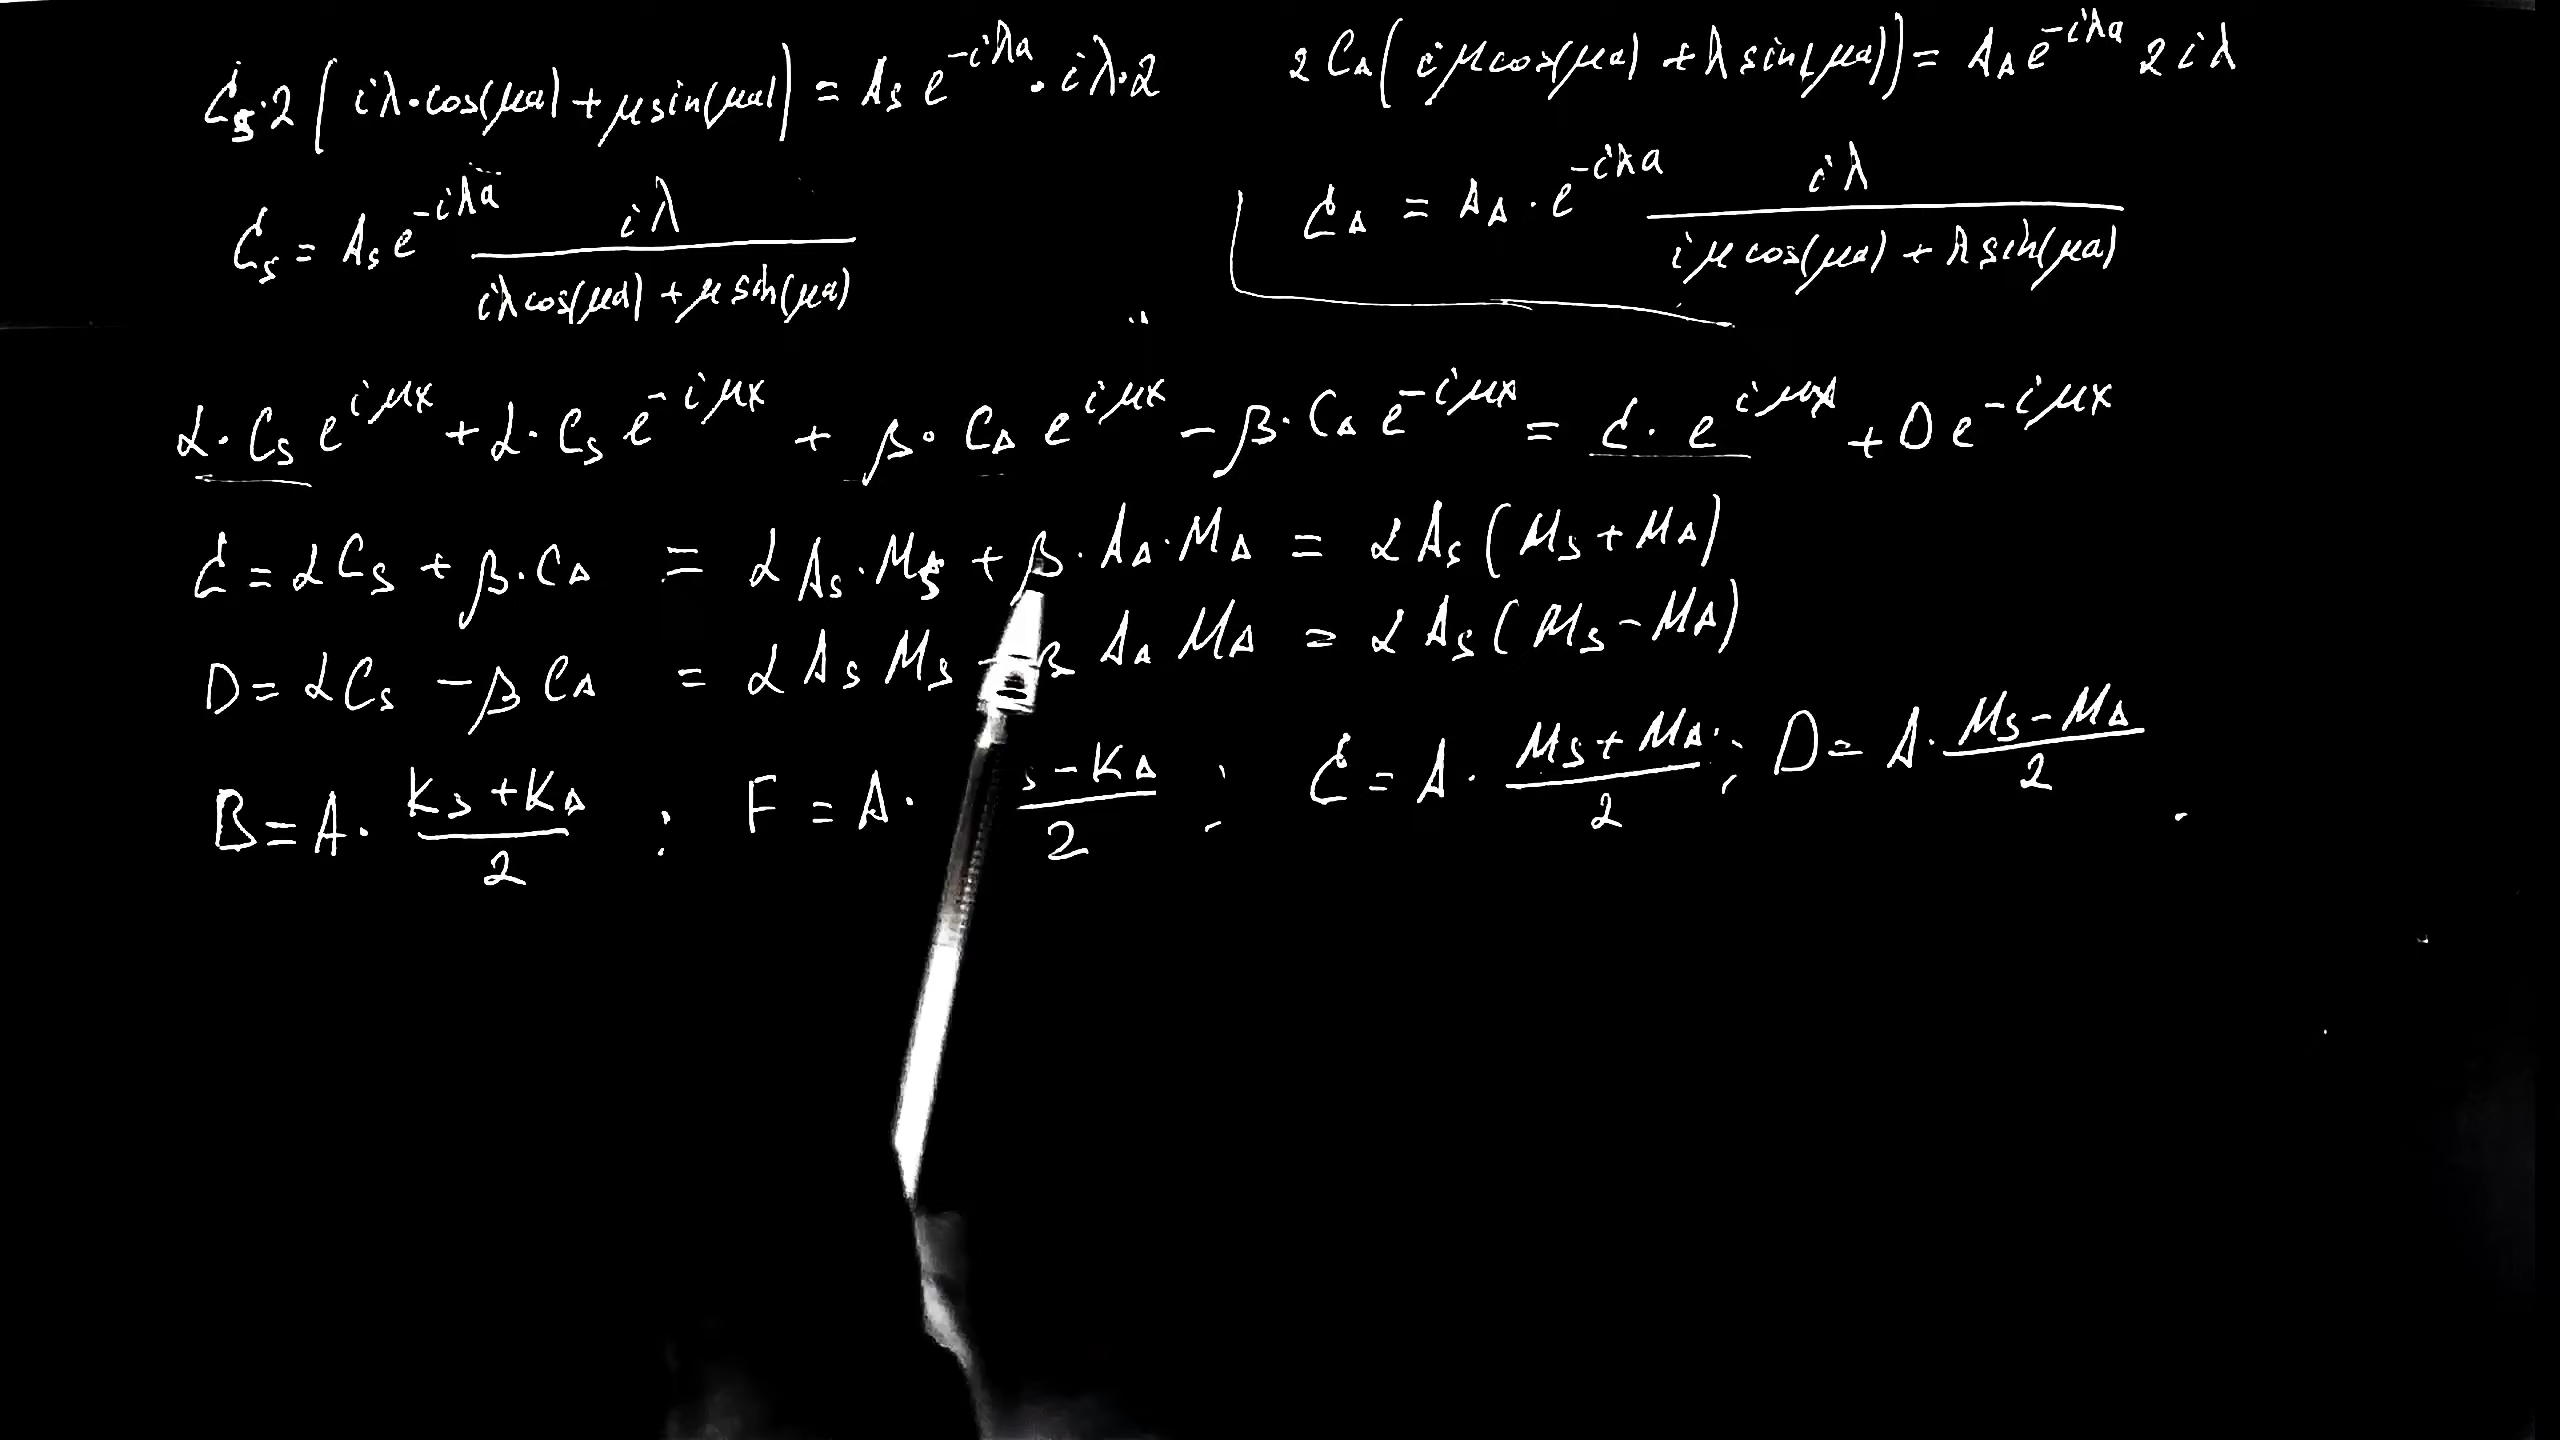 C_S·2(iλ·cos(μa) + μ sin(μa)) = A_S e^{-iλa}·iλ·2
2 C_A(iμ cos(μa) + λ sin(μa)) = A_A e^{-iλa} 2iλ
C_S = A_S e^{-iλa} iλ / (iλ cos(μa) + μ sin(μa))
C_A = A_A · e^{-iλa} iλ / (iμ cos(μa) + λ sin(μa))
α·C_S e^{iμx} + α·C_S e^{-iμx} + β·C_A e^{iμx} - β·C_A e^{-iμx} = C·e^{iμx} + D e^{-iμx}
C = αC_S + β·C_A = α A_S·M_S + β·A_A·M_A = α A_S (M_S + M_A)
D = αC_S - β C_A = α A_S M_S - β A_A M_A = α A_S (M_S - M_A)
B = A· (K_S + K_A) / 2 ; F = A· S - K_A / 2 ; C = A· (M_S + M_A) / 2 ; D = A· (M_S - M_A) / 2 .